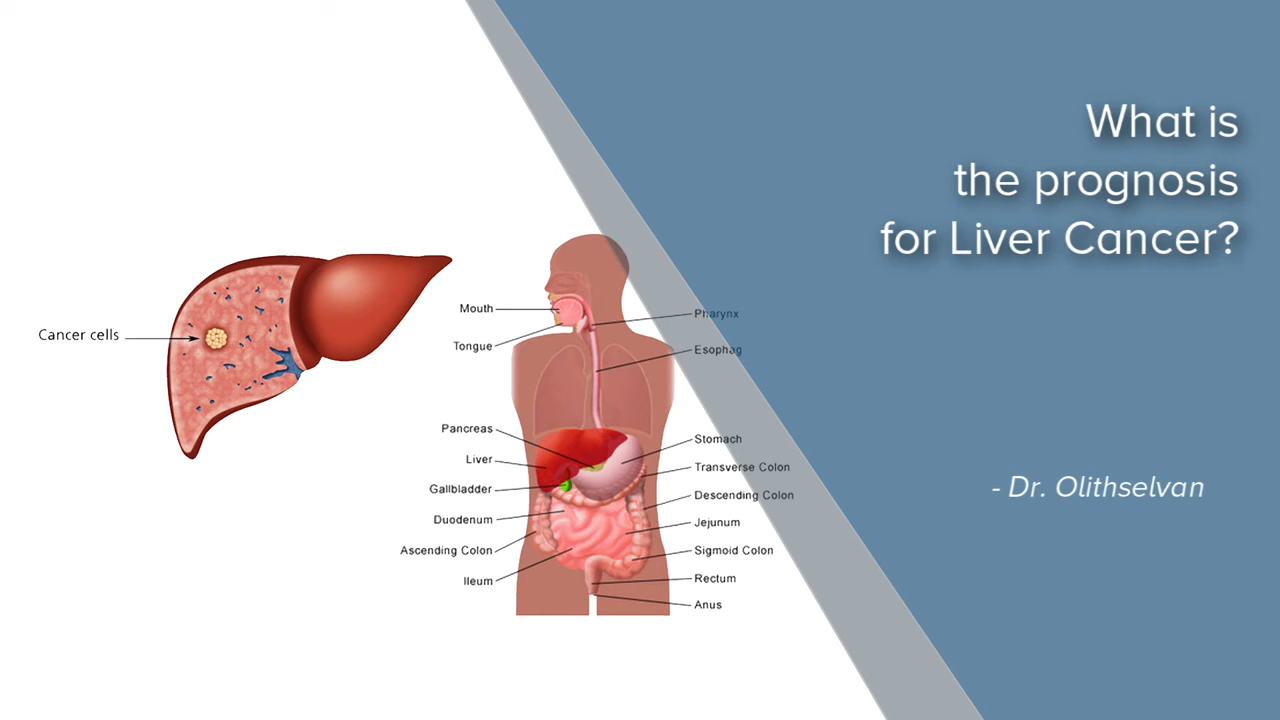 What is
the prognosis
for Liver Cancer?
- Dr. Olithselvan
Cancer cells
Mouth
Tongue
Pancreas
Liver
Gallbladder
Duodenum
Ascending Colon
Ileum
Pharynx
Esophag
Stomach
Transverse Colon
Descending Colon
Jejunum
Sigmoid Colon
Rectum
Anus